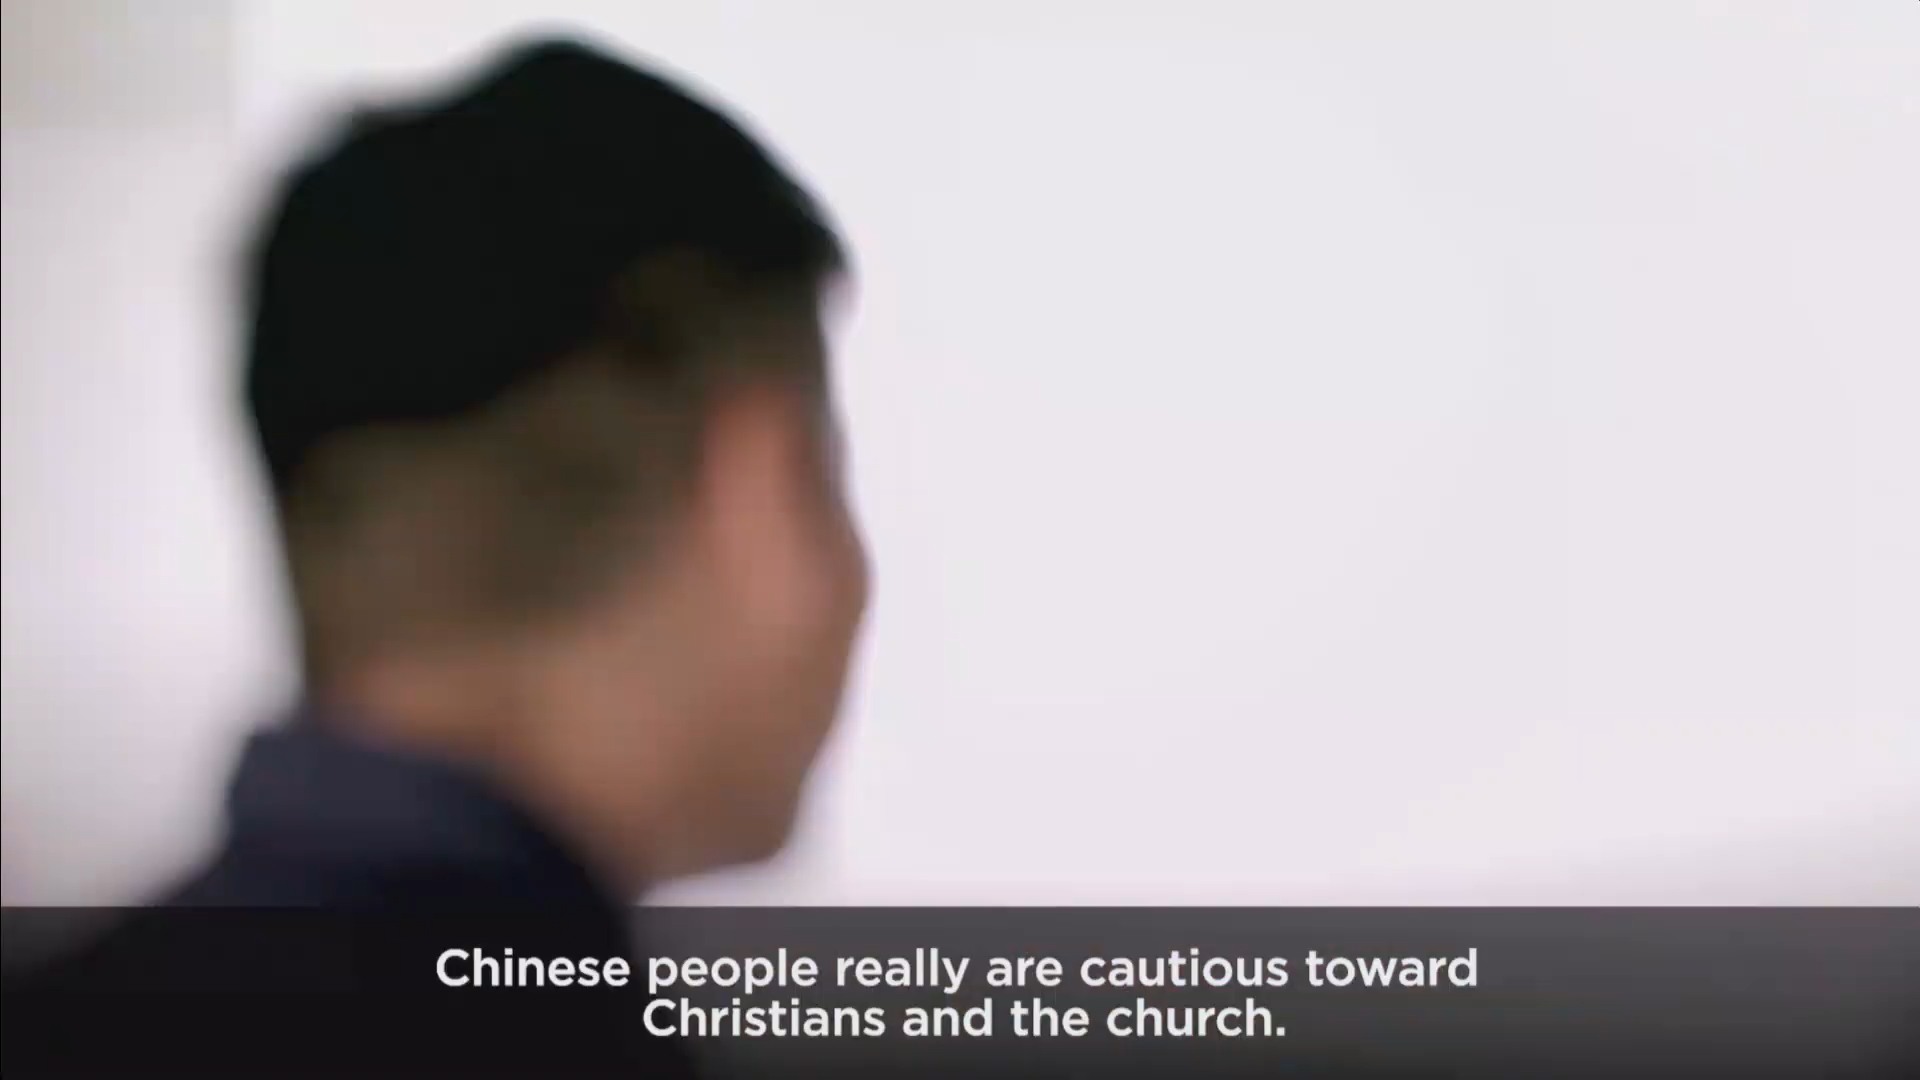 Chinese people really are cautious toward
Christians and the church.